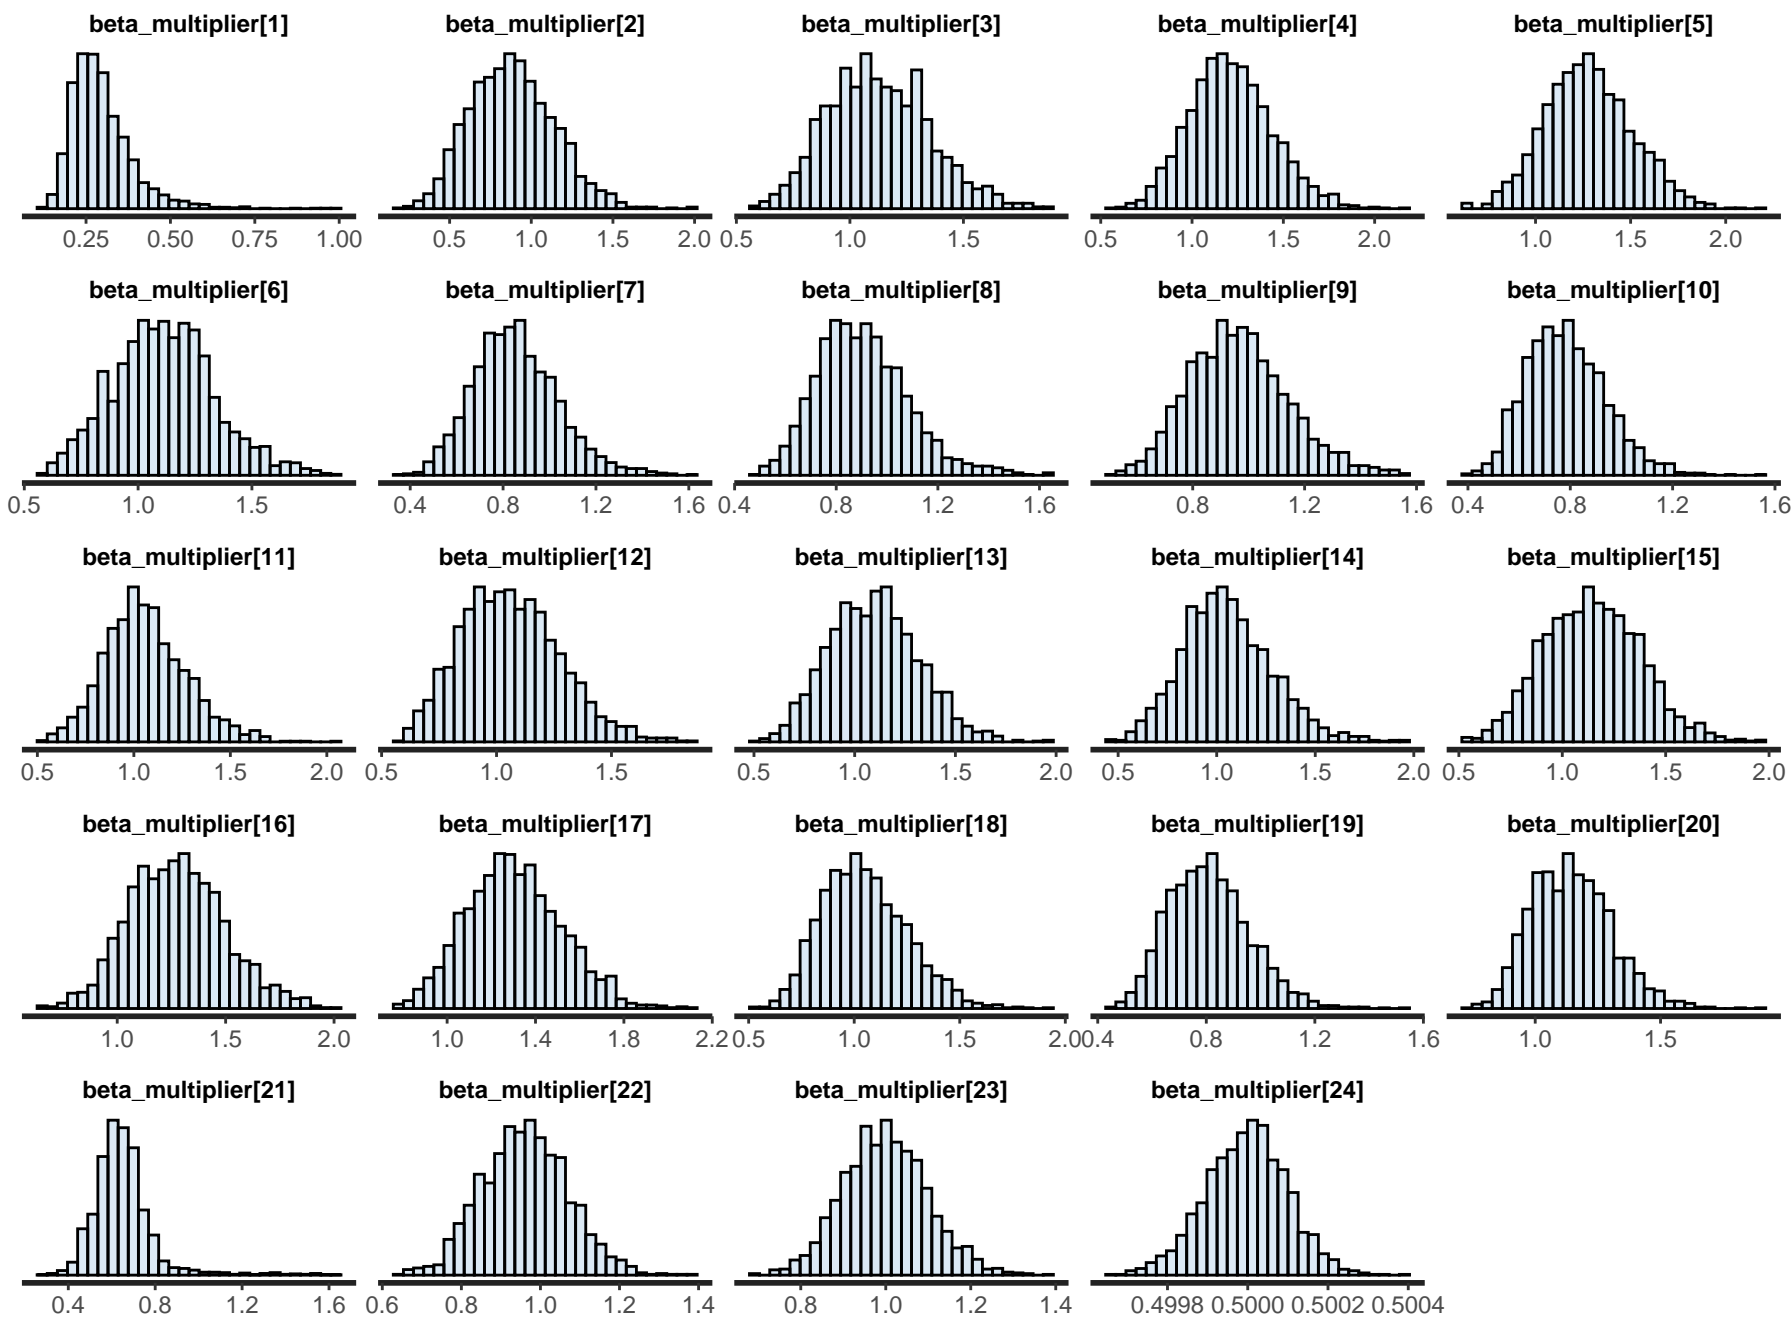 beta_multiplier[1] beta_multiplier[2] beta_multiplier[3] beta_multiplier[4] beta_multiplier[5]
0.25 0.50 0.75 1.00 0.5 1.0 1.5 2.0 0.5 1.0 1.5 0.5 1.0 1.5 2.0 1.0 1.5 2.0
beta_multiplier[6] beta_multiplier[7] beta_multiplier[8] beta_multiplier[9] beta_multiplier[10]
0.5 1.0 1.5 0.4 0.8 1.2 1.6 0.4 0.8 1.2 1.6 0.8 1.2 1.6 0.4 0.8 1.2 1.6
beta_multiplier[11] beta_multiplier[12] beta_multiplier[13] beta_multiplier[14] beta_multiplier[15]
0.5 1.0 1.5 2.0 0.5 1.0 1.5 0.5 1.0 1.5 2.0 0.5 1.0 1.5 2.0 0.5 1.0 1.5 2.0
beta_multiplier[16] beta_multiplier[17] beta_multiplier[18] beta_multiplier[19] beta_multiplier[20]
1.0 1.5 2.0 1.0 1.4 1.8 2.2 0.5 1.0 1.5 2.0 0.4 0.8 1.2 1.6 1.0 1.5
beta_multiplier[21] beta_multiplier[22] beta_multiplier[23] beta_multiplier[24]
0.4 0.8 1.2 1.6 0.6 0.8 1.0 1.2 1.4 0.8 1.0 1.2 1.4 0.4998 0.5000 0.5002 0.5004